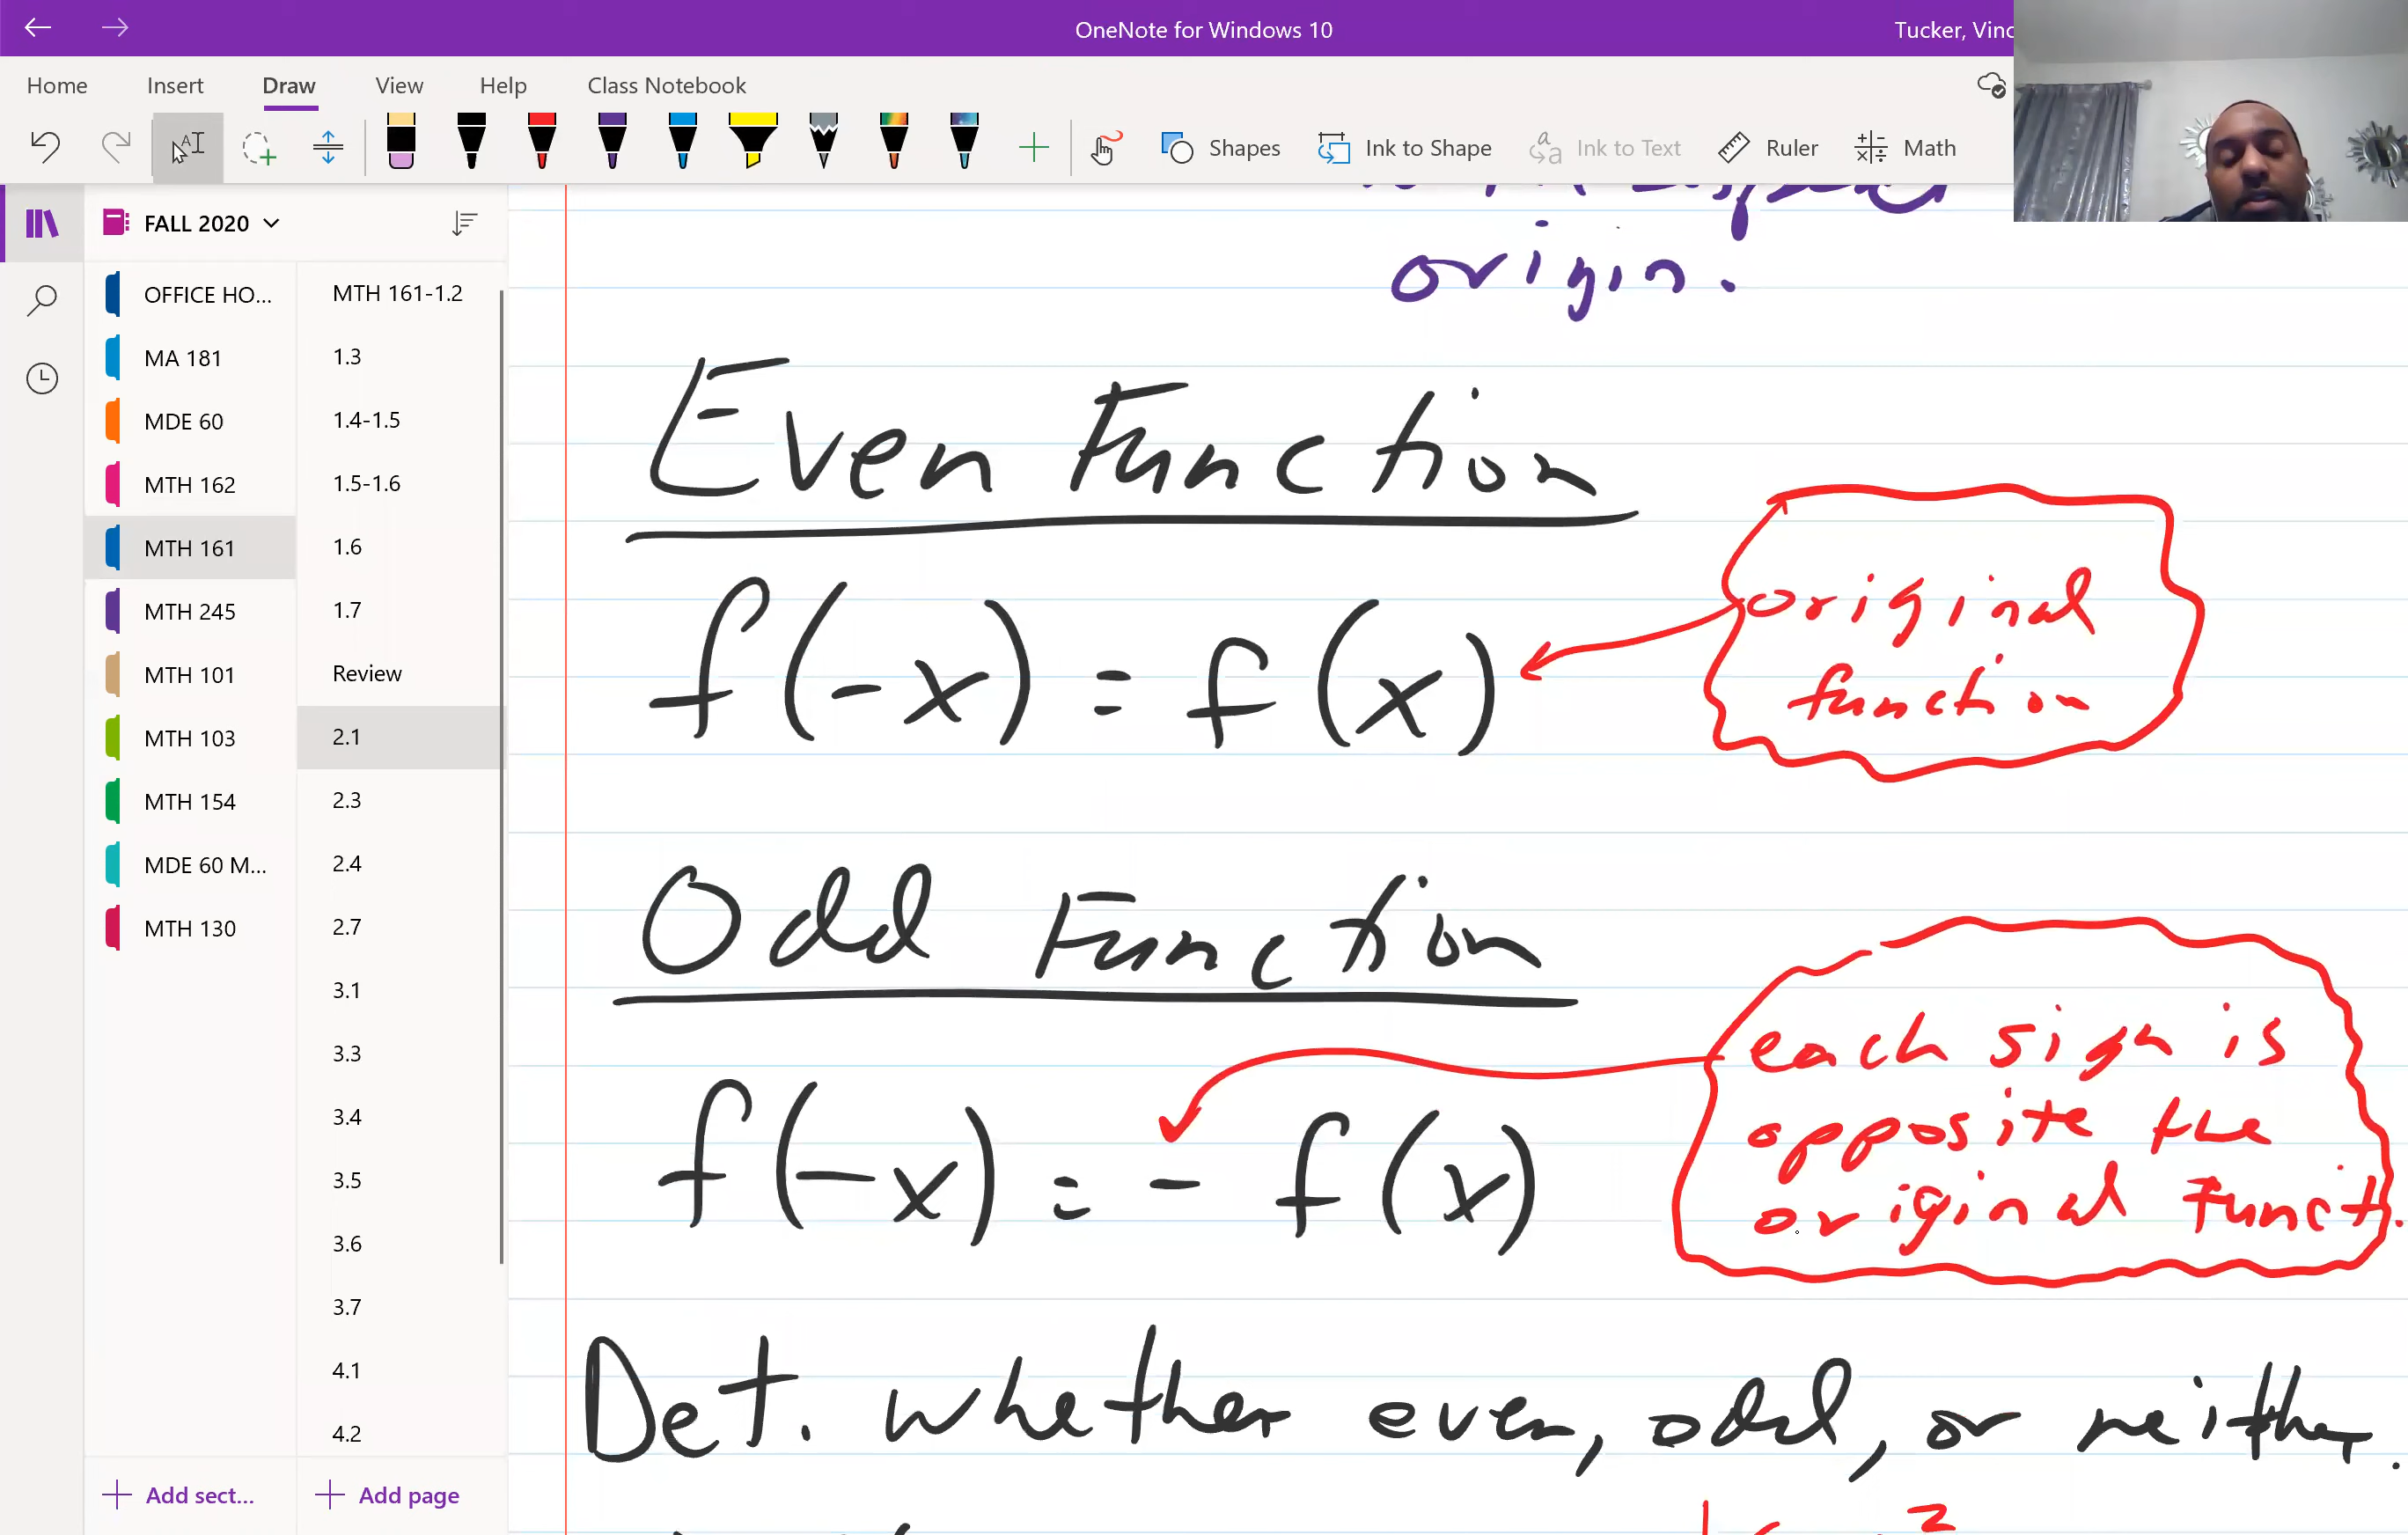 OneNote for Windows 10
Tucker, Vinc
Home Insert Draw View Help Class Notebook
Shapes Ink to Shape Ink to Text Ruler Math
FALL 2020
OFFICE HO...
MA 181
MDE 60
MTH 162
MTH 161
MTH 245
MTH 101
MTH 103
MTH 154
MDE 60 M...
MTH 130
Add sect...
MTH 161-1.2
1.3
1.4-1.5
1.5-1.6
1.6
1.7
Review
2.1
2.3
2.4
2.7
3.1
3.3
3.4
3.5
3.6
3.7
4.1
4.2
Add page
origin.
Even Function
f(-x) = f(x)
original
function
Odd Function
f(-x) = - f(x)
each sign is
opposite the
original funct.
Det. whether even, odd, or neither.